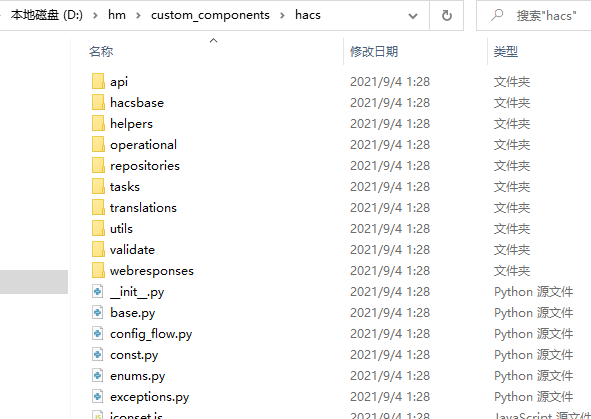 本地磁盘 (D:) > hm > custom_components > hacs 搜索"hacs"
名称 修改日期 类型
api 2021/9/4 1:28 文件夹
hacsbase 2021/9/4 1:28 文件夹
helpers 2021/9/4 1:28 文件夹
operational 2021/9/4 1:28 文件夹
repositories 2021/9/4 1:28 文件夹
tasks 2021/9/4 1:28 文件夹
translations 2021/9/4 1:28 文件夹
utils 2021/9/4 1:28 文件夹
validate 2021/9/4 1:28 文件夹
webresponses 2021/9/4 1:28 文件夹
__init__.py 2021/9/4 1:28 Python 源文件
base.py 2021/9/4 1:28 Python 源文件
config_flow.py 2021/9/4 1:28 Python 源文件
const.py 2021/9/4 1:28 Python 源文件
enums.py 2021/9/4 1:28 Python 源文件
exceptions.py 2021/9/4 1:28 Python 源文件
iconset.js 2021/9/4 1:28 JavaScript 源文件